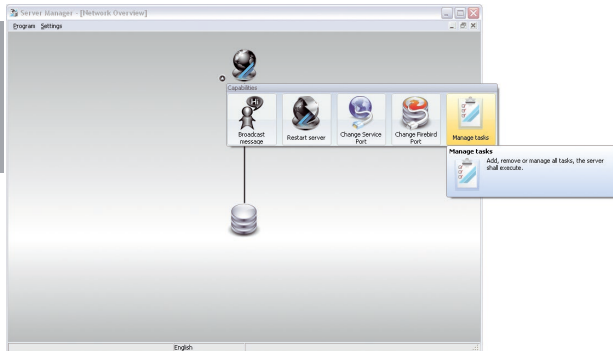 Server Manager - [Network Overview]
Program Settings
Capabilities
Hi
Broadcast
message
Restart server
Change Service
Port
Change Firebird
Port
Manage tasks
Manage tasks
Add, remove or manage all tasks, the server
shall execute.
English